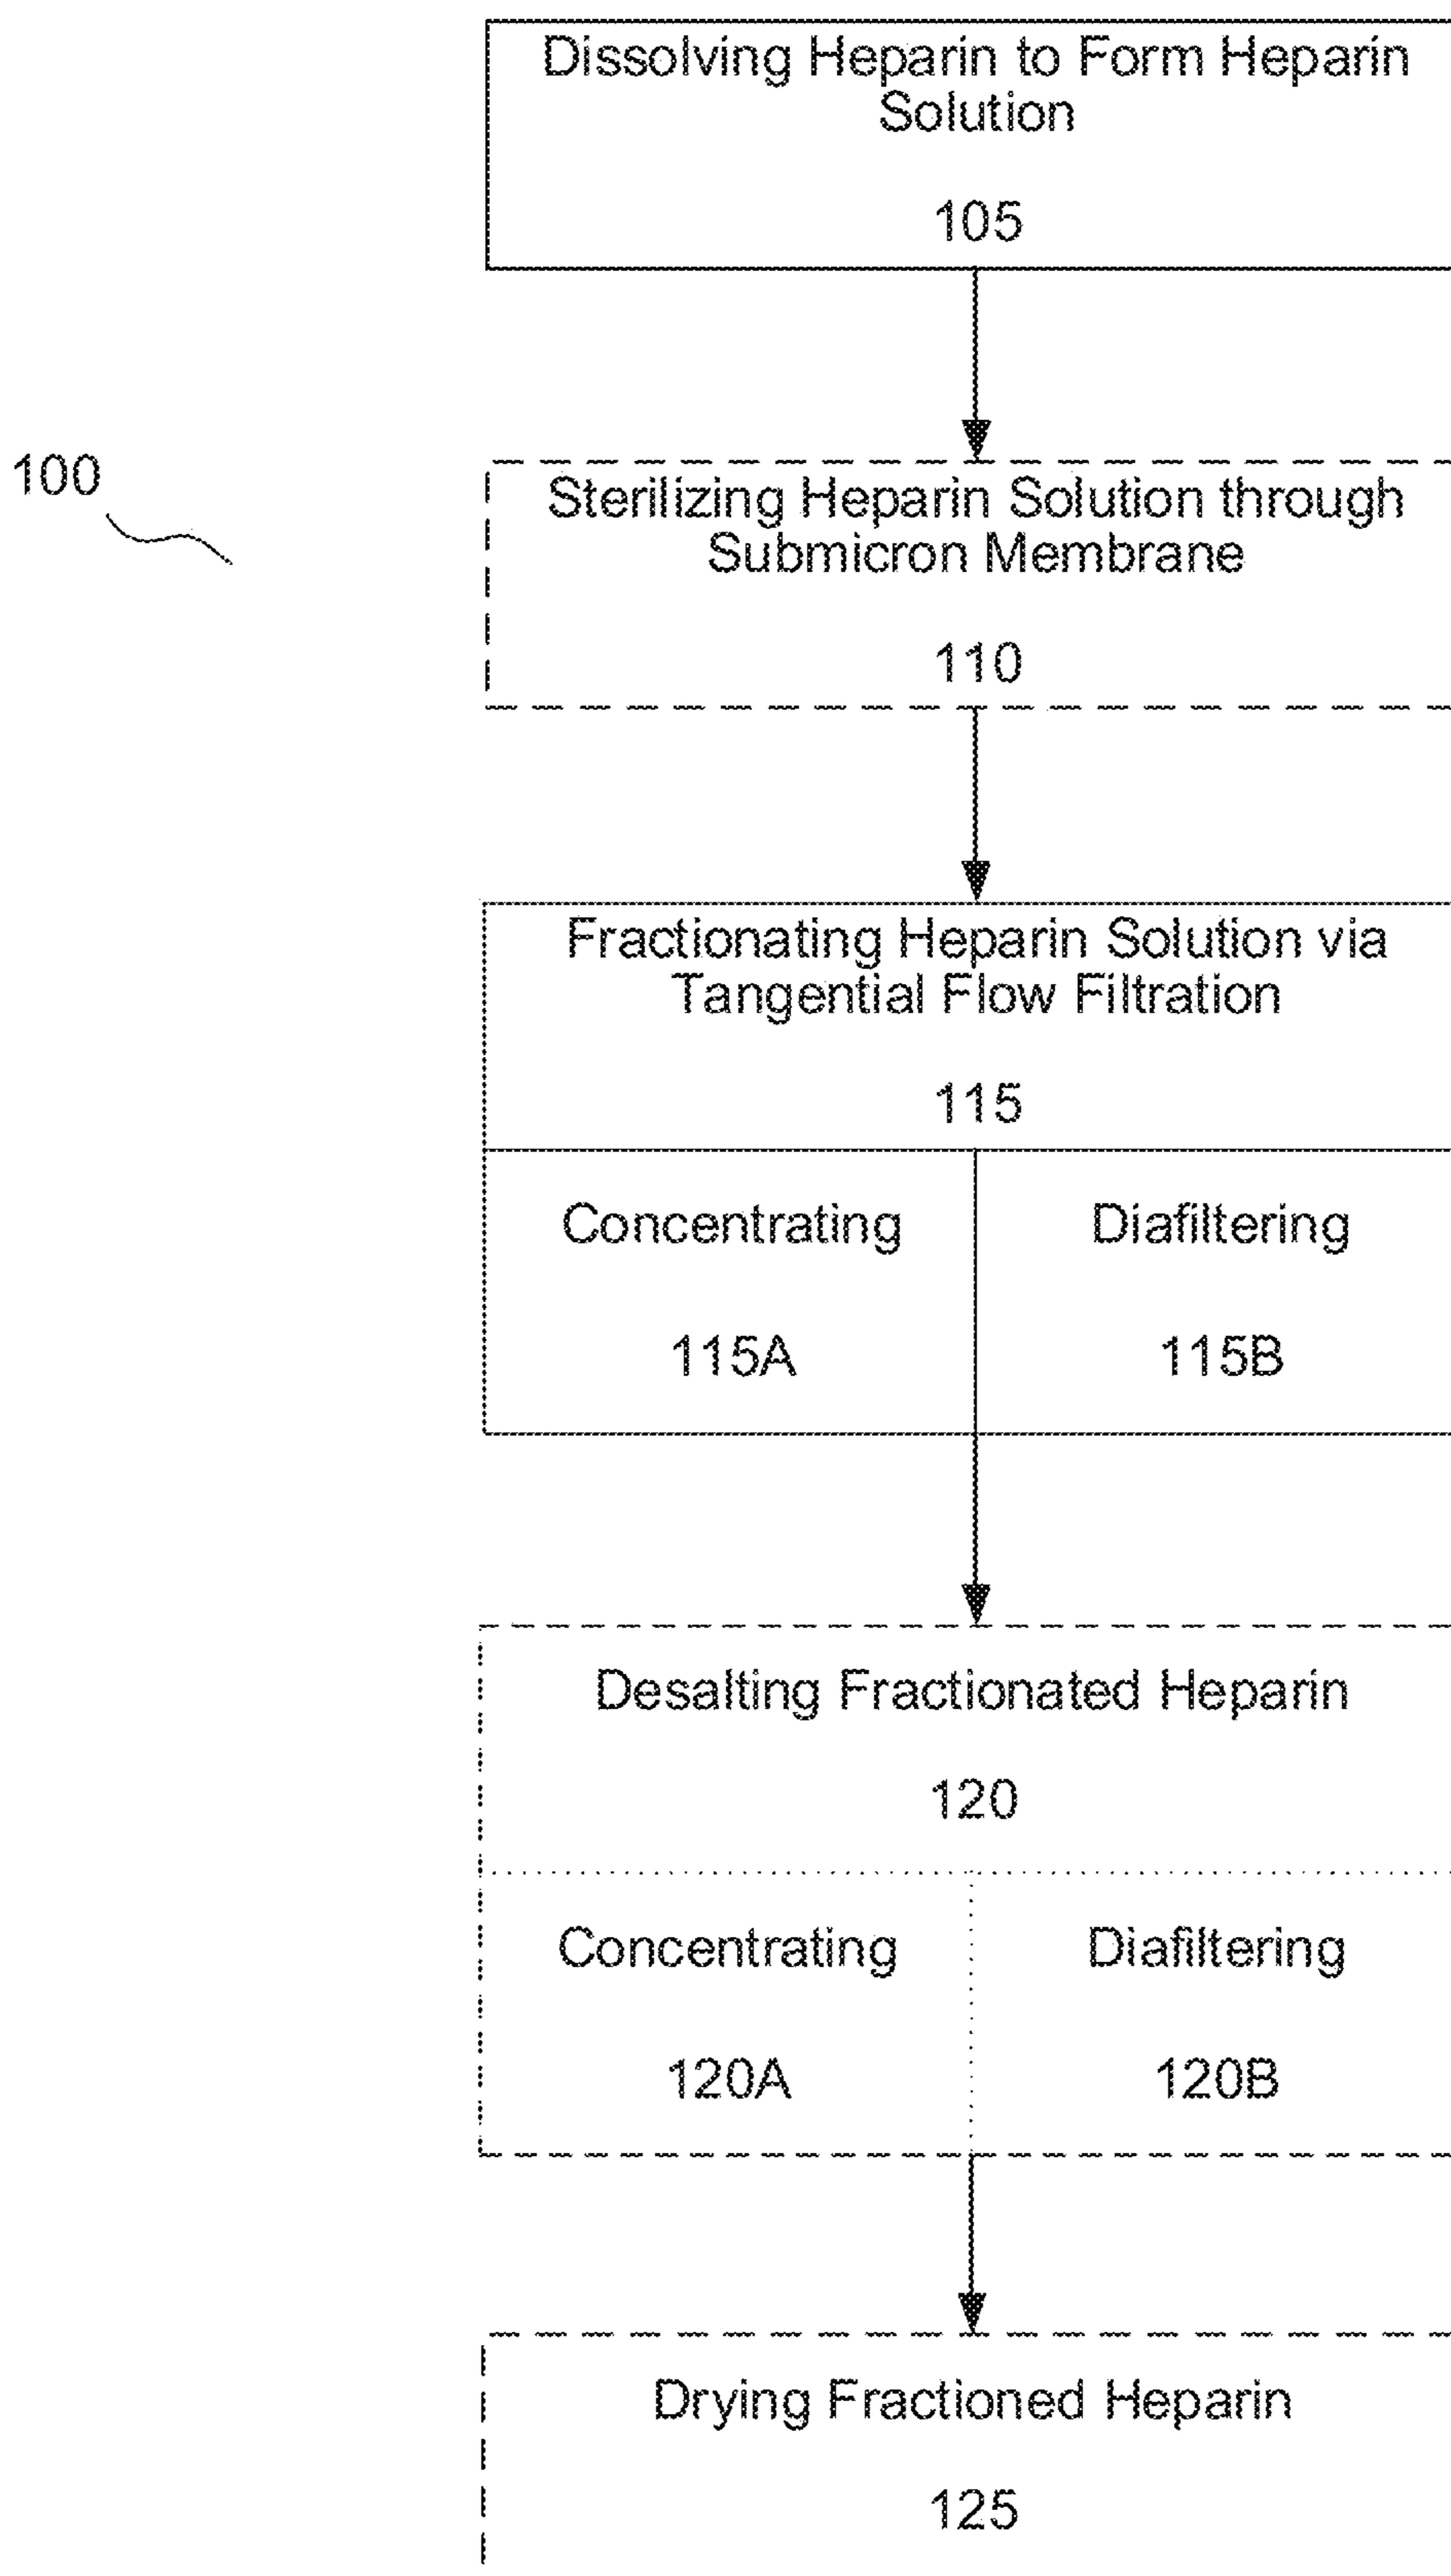 Dissolving Heparin to Form Heparin
Solution
105
100
Sterilizing Heparin Solution through
Submicron Membrane
110
Fractionating Heparin Solution via
Tangential Flow Filtration
115
Concentrating
Diafiltering
115A
115B
Desalting Fractionated Heparin
120
Concentrating
Diafiltering
120A
120B
Drying Fractioned Heparin
125